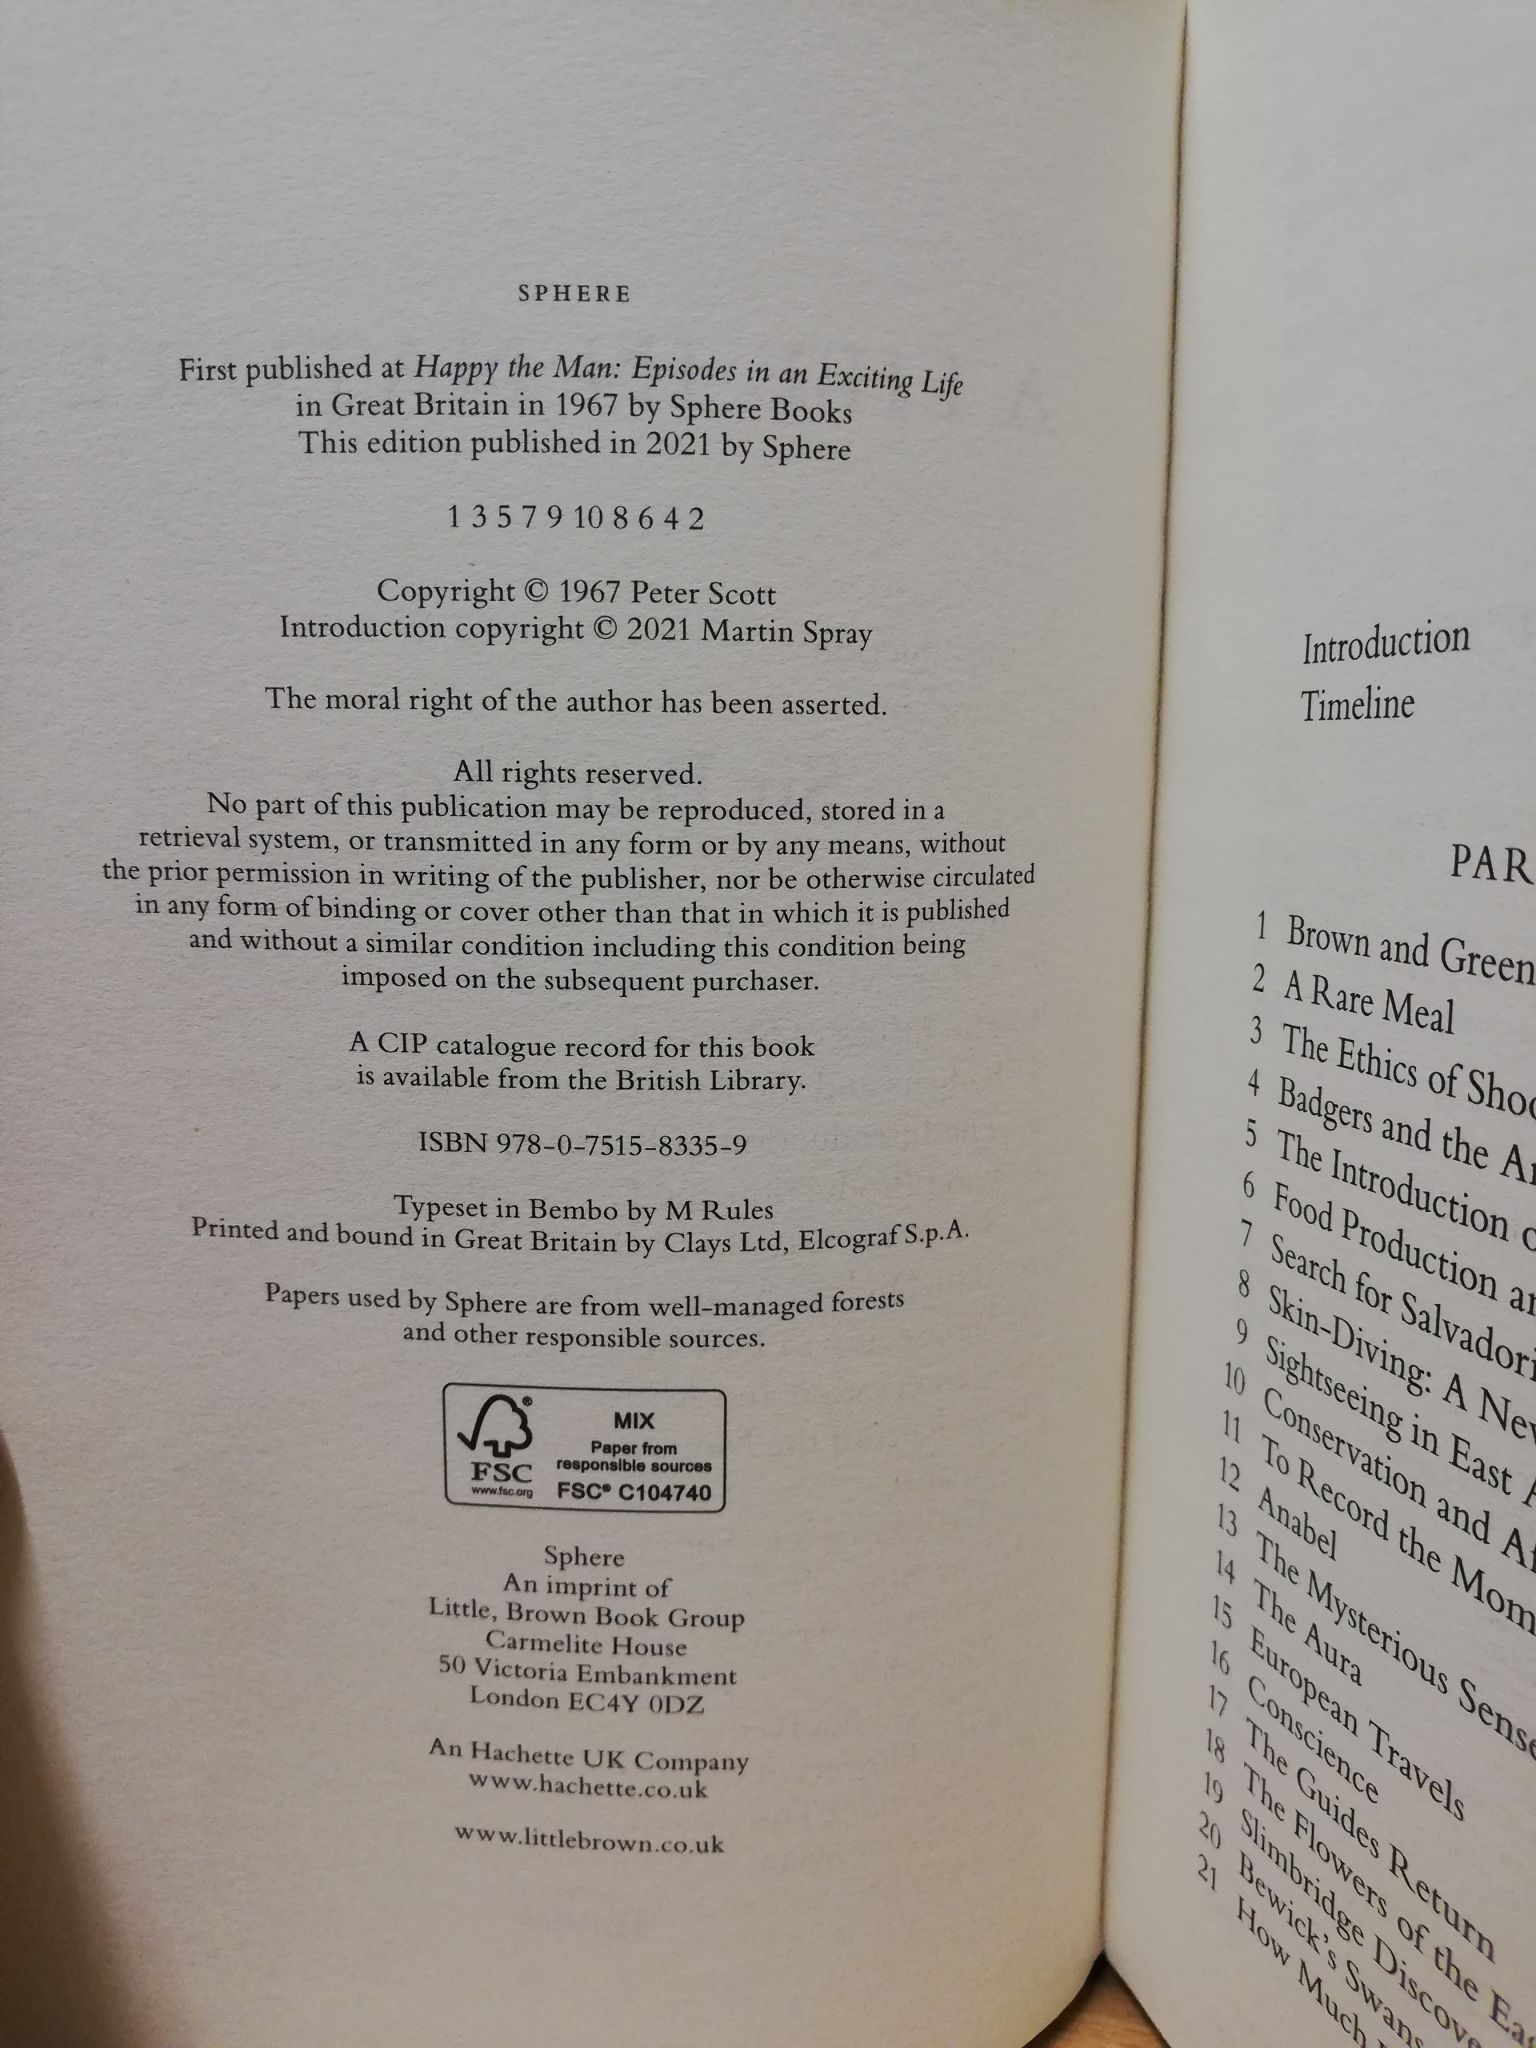 SPHERE
First published at Happy the Man: Episodes in an Exciting Life
in Great Britain in 1967 by Sphere Books
This edition published in 2021 by Sphere
1 3 5 7 9 10 8 6 4 2
Copyright © 1967 Peter Scott
Introduction copyright © 2021 Martin Spray
The moral right of the author has been asserted.
All rights reserved.
No part of this publication may be reproduced, stored in a
retrieval system, or transmitted in any form or by any means, without
the prior permission in writing of the publisher, nor be otherwise circulated
in any form of binding or cover other than that in which it is published
and without a similar condition including this condition being
imposed on the subsequent purchaser.
A CIP catalogue record for this book
is available from the British Library.
ISBN 978-0-7515-8335-9
Typeset in Bembo by M Rules
Printed and bound in Great Britain by Clays Ltd, Elcograf S.p.A.
Papers used by Sphere are from well-managed forests
and other responsible sources.
FSC®
www.fsc.org
MIX
Paper from
responsible sources
FSC® C104740
Sphere
An imprint of
Little, Brown Book Group
Carmelite House
50 Victoria Embankment
London EC4Y 0DZ
An Hachette UK Company
www.hachette.co.uk
www.littlebrown.co.uk
Introduction
Timeline
PAR
1 Brown and Green
2 A Rare Meal
3 The Ethics of Shoo
4 Badgers and the
5 The Introduction
6 Food Production
7 Search for Salvadori
8 Skin-Diving: A New
9 Sightseeing in East
10 Conservation and
11 To Record the Mom
12 Anabel
13 The Mysterious Sense
14 The Aura
15 European Travels
16 Conscience
17 The Guides Return
18 The Flowers of the Eas
19 Slimbridge Discove
20 Bewick's Swans
21 How Much